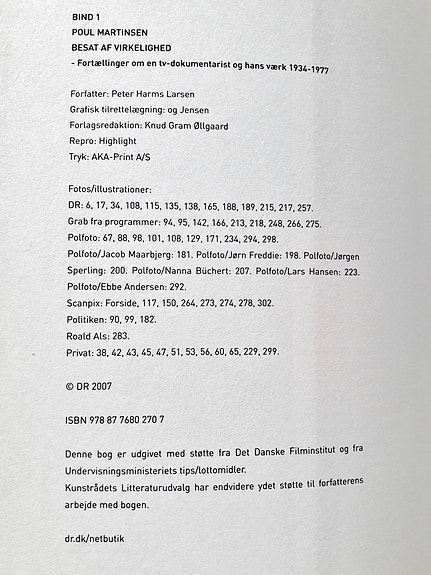 BIND 1
POUL MARTINSEN
BESAT AF VIRKELIGHED
- Fortællinger om en tv-dokumentarist og hans værk 1934-1977
Forfatter: Peter Harms Larsen
Grafisk tilrettelægning: og Jensen
Forlagsredaktion: Knud Gram Øllgaard
Repro: Highlight
Tryk: AKA-Print A/S
Fotos/illustrationer:
DR: 6, 17, 34, 108, 115, 135, 138, 165, 188, 189, 215, 217, 257.
Grab fra programmer: 94, 95, 142, 166, 213, 218, 248, 266, 275.
Polfoto: 67, 88, 98, 101, 108, 129, 171, 234, 294, 298.
Polfoto/Jacob Maarbjerg: 181. Polfoto/Jørn Freddie: 198. Polfoto/Jørgen
Sperling: 200. Polfoto/Nanna Büchert: 207. Polfoto/Lars Hansen: 223.
Polfoto/Ebbe Andersen: 292.
Scanpix: Forside, 117, 150, 264, 273, 274, 278, 302.
Politiken: 90, 99, 182.
Roald Als: 283.
Privat: 38, 42, 43, 45, 47, 51, 53, 56, 60, 65, 229, 299.
© DR 2007
ISBN 978 87 7680 270 7
Denne bog er udgivet med støtte fra Det Danske Filminstitut og fra
Undervisningsministeriets tips/lottomidler.
Kunstrådets Litteraturudvalg har endvidere ydet støtte til forfatterens
arbejde med bogen.
dr.dk/netbutik